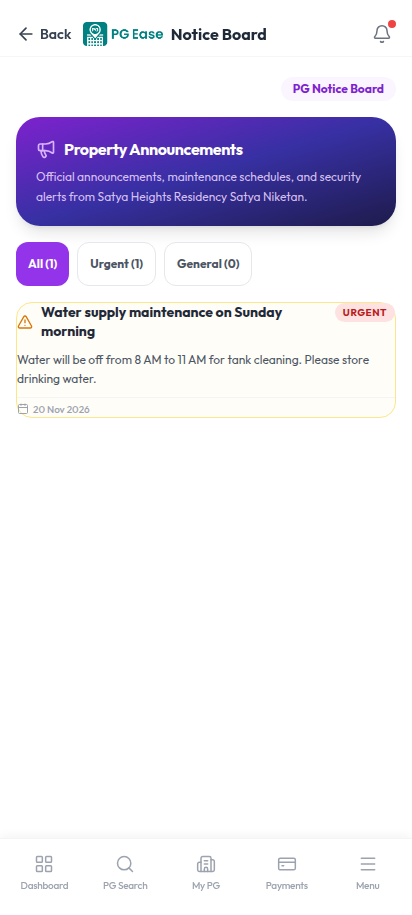 Back PG Ease Notice Board
PG Notice Board
Property Announcements
Official announcements, maintenance schedules, and security
alerts from Satya Heights Residency Satya Niketan.
All (1) Urgent (1) General (0)
Water supply maintenance on Sunday
morning
URGENT
Water will be off from 8 AM to 11 AM for tank cleaning. Please store
drinking water.
20 Nov 2026
Dashboard PG Search My PG Payments Menu